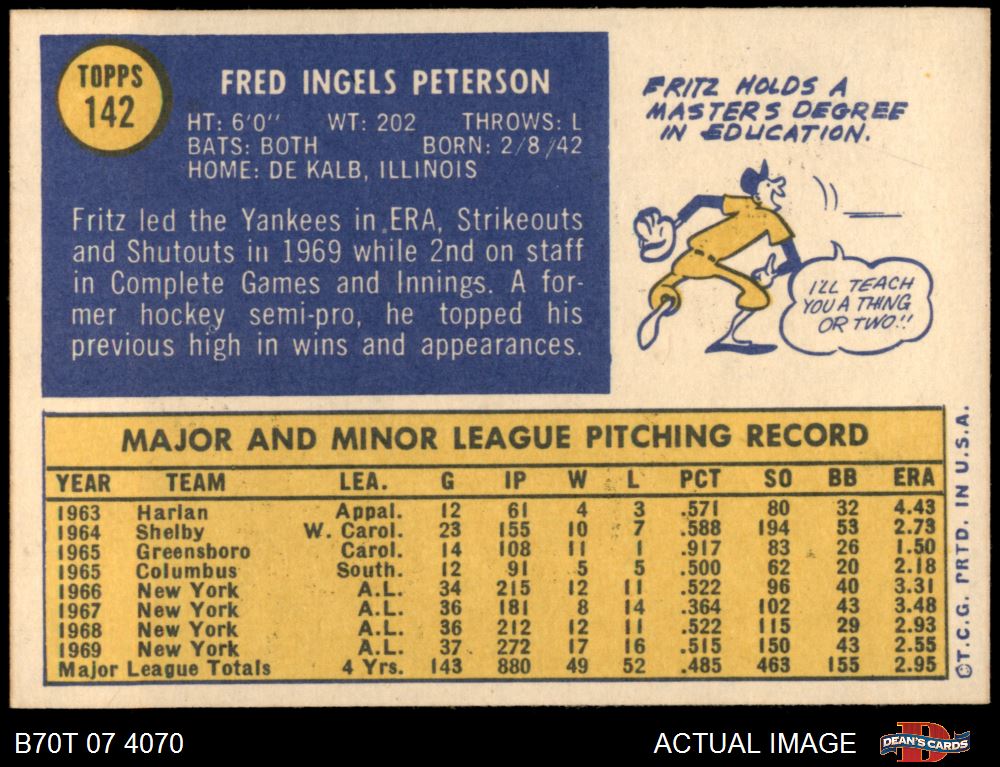 TOPPS
142
FRED INGELS PETERSON
HT: 6'0'' WT: 202 THROWS: L
BATS: BOTH BORN: 2/8/42
HOME: DE KALB, ILLINOIS
Fritz led the Yankees in ERA, Strikeouts
and Shutouts in 1969 while 2nd on staff
in Complete Games and Innings. A for-
mer hockey semi-pro, he topped his
previous high in wins and appearances.
FRITZ HOLDS A
MASTERS DEGREE
IN EDUCATION.
I'LL TEACH
YOU A THING
OR TWO!!
MAJOR AND MINOR LEAGUE PITCHING RECORD
YEAR TEAM LEA. G IP W L PCT SO BB ERA
1963 Harlan Appal. 12 61 4 3 .571 80 32 4.43
1964 Shelby W. Carol. 23 155 10 7 .588 194 53 2.73
1965 Greensboro Carol. 14 108 11 1 .917 83 26 1.50
1965 Columbus South. 12 91 5 5 .500 62 20 2.18
1966 New York A.L. 34 215 12 11 .522 96 40 3.31
1967 New York A.L. 36 181 8 14 .364 102 43 3.48
1968 New York A.L. 36 212 12 11 .522 115 29 2.93
1969 New York A.L. 37 272 17 16 .515 150 43 2.55
Major League Totals 4 Yrs. 143 880 49 52 .485 463 155 2.95
©T.C.G. PRTD. IN U.S.A.
B70T 07 4070
ACTUAL IMAGE
DEAN'S CARDS